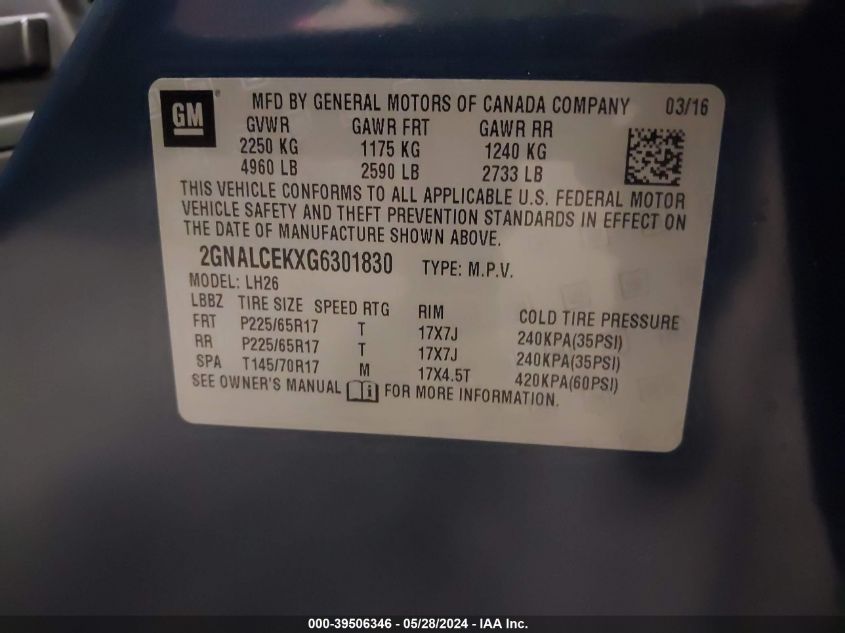 GM
MFD BY GENERAL MOTORS OF CANADA COMPANY 03/16
GVWR GAWR FRT GAWR RR
2250 KG 1175 KG 1240 KG
4960 LB 2590 LB 2733 LB
THIS VEHICLE CONFORMS TO ALL APPLICABLE U.S. FEDERAL MOTOR
VEHICLE SAFETY AND THEFT PREVENTION STANDARDS IN EFFECT ON
THE DATE OF MANUFACTURE SHOWN ABOVE.
2GNALCEKXG6301830 TYPE: M.P.V.
MODEL: LH26
LBBZ TIRE SIZE SPEED RTG RIM COLD TIRE PRESSURE
FRT P225/65R17 T 17X7J 240KPA(35PSI)
RR P225/65R17 T 17X7J 240KPA(35PSI)
SPA T145/70R17 M 17X4.5T 420KPA(60PSI)
SEE OWNER'S MANUAL FOR MORE INFORMATION.
000-39506346 - 05/28/2024 - IAA Inc.